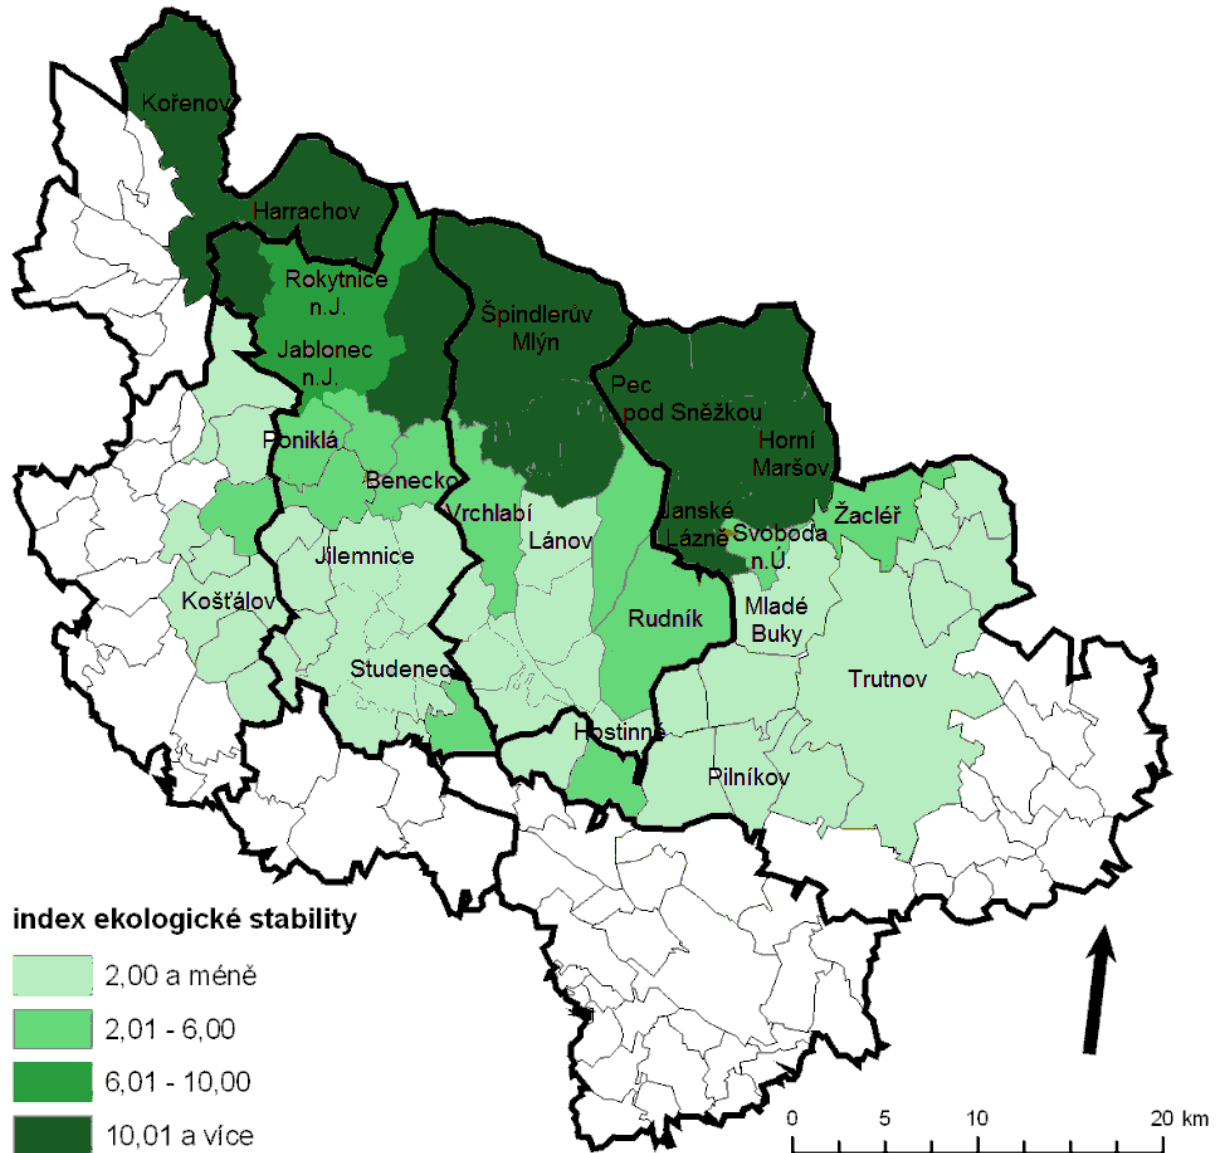 Kořenov
Harrachov
Rokytnice
n.J.
Špindlerův
Mlýn
Jablonec
n.J.
Pec
pod Sněžkou
Horní
Maršov
Poniklá
Benecko
Vrchlabí
Lánov
Janské
Lázně
Svoboda
n.Ú.
Žacléř
Jilemnice
Košťálov
Rudník
Mladé
Buky
Studenec
Trutnov
Hostinné
Pilníkov
index ekologické stability
2,00 a méně
2,01 - 6,00
6,01 - 10,00
10,01 a více
0 5 10 20 km